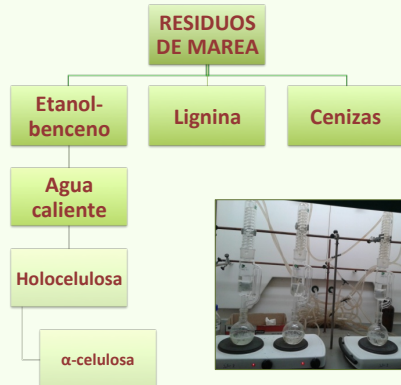 RESIDUOS
DE MAREA
Etanol-
benceno
Lignina
Cenizas
Agua
caliente
Holocelulosa
α-celulosa